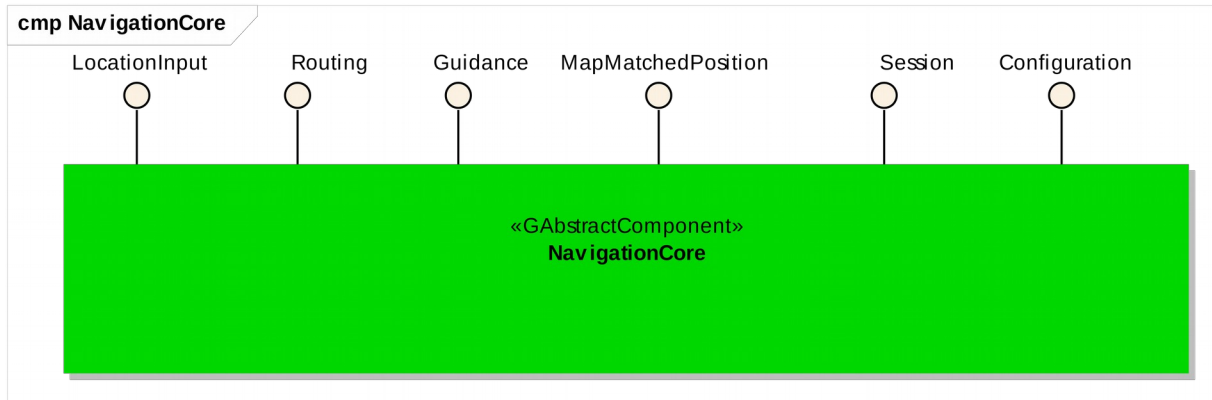 cmp NavigationCore
LocationInput Routing Guidance MapMatchedPosition Session Configuration
«GAbstractComponent»
NavigationCore